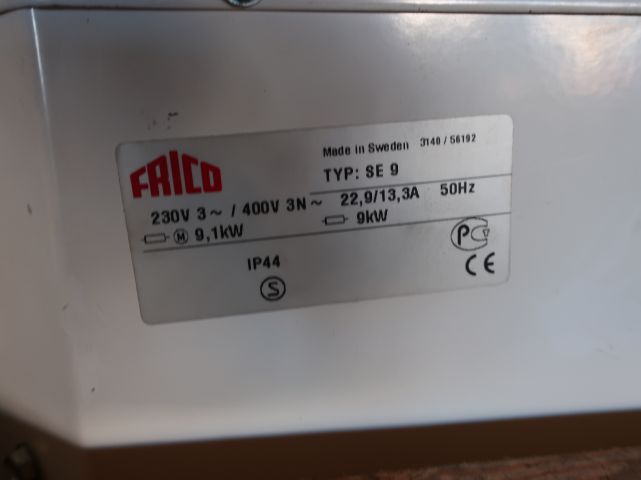 FRICO
Made in Sweden 3140 / 56192
TYP: SE 9
230V 3~ / 400V 3N~ 22,9/13,3A 50Hz
M 9,1kW 9kW
IP44
S
PC
CE